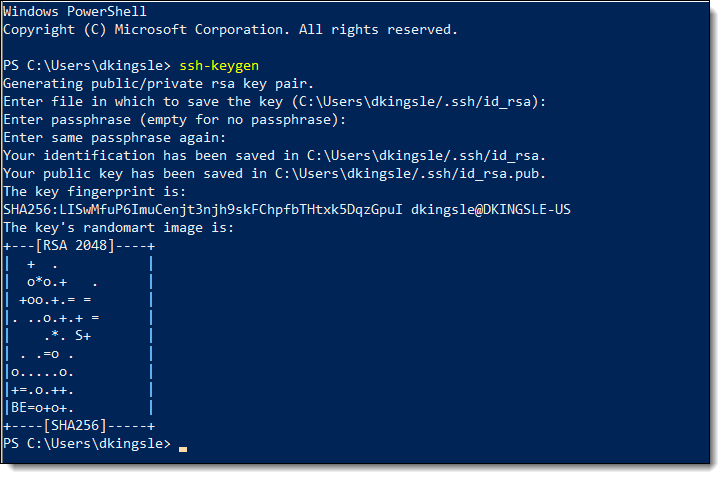 Windows PowerShell
Copyright (C) Microsoft Corporation. All rights reserved.

PS C:\Users\dkingsle> ssh-keygen
Generating public/private rsa key pair.
Enter file in which to save the key (C:\Users\dkingsle/.ssh/id_rsa):
Enter passphrase (empty for no passphrase):
Enter same passphrase again:
Your identification has been saved in C:\Users\dkingsle/.ssh/id_rsa.
Your public key has been saved in C:\Users\dkingsle/.ssh/id_rsa.pub.
The key fingerprint is:
SHA256:LISwMfuP6ImuCenjt3njh9skFChpfbTHtxk5DqzGpuI dkingsle@DKINGSLE-US
The key's randomart image is:
+---[RSA 2048]----+
|  +  .           |
|  o*o.+   .      |
| +oo.+.= =       |
|. ..o.+.+ =      |
|    .*. S+       |
| . .=o .         |
|o.....o.         |
|+=.o.++.         |
|BE=o+o+.         |
+----[SHA256]-----+
PS C:\Users\dkingsle>